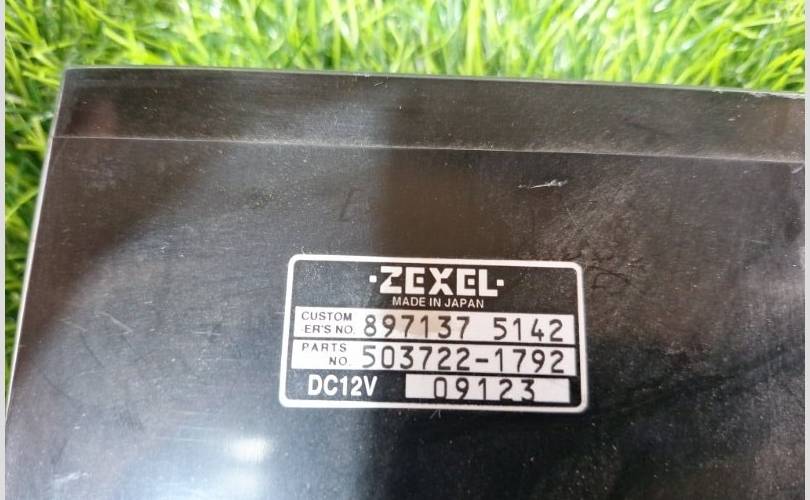 ·ZEXEL·
MADE IN JAPAN
CUSTOM
-ER'S NO. 897137 5142
PARTS
NO. 503722-1792
DC12V 09123